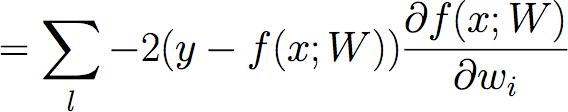 = \sum_{l} -2(y - f(x;W)) \frac{\partial f(x;W)}{\partial w_i}